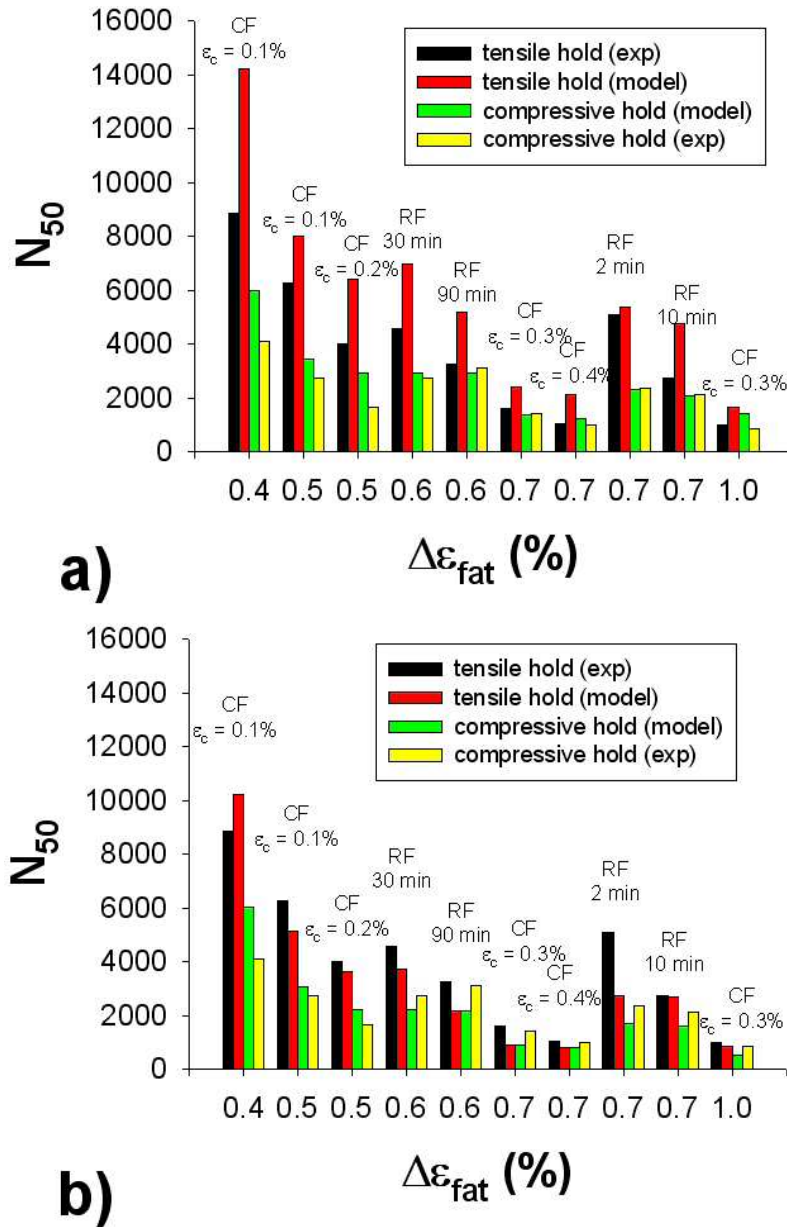 CF
εc = 0.1%
tensile hold (exp)
tensile hold (model)
compressive hold (model)
compressive hold (exp)
16000
14000
12000
10000
8000
6000
4000
2000
0
N50
CF
εc = 0.1%
CF
εc = 0.2%
RF
30 min
RF
90 min
CF
εc = 0.3%
CF
εc = 0.4%
RF
2 min
RF
10 min
CF
εc = 0.3%
0.4 0.5 0.5 0.6 0.6 0.7 0.7 0.7 0.7 1.0
Δεfat (%)
a)
16000
14000
12000
10000
8000
6000
4000
2000
0
N50
tensile hold (exp)
tensile hold (model)
compressive hold (model)
compressive hold (exp)
CF
εc = 0.1%
CF
εc = 0.1%
CF
εc = 0.2%
RF
30 min
RF
90 min
CF
εc = 0.3%
CF
εc = 0.4%
RF
2 min
RF
10 min
CF
εc = 0.3%
0.4 0.5 0.5 0.6 0.6 0.7 0.7 0.7 0.7 1.0
Δεfat (%)
b)